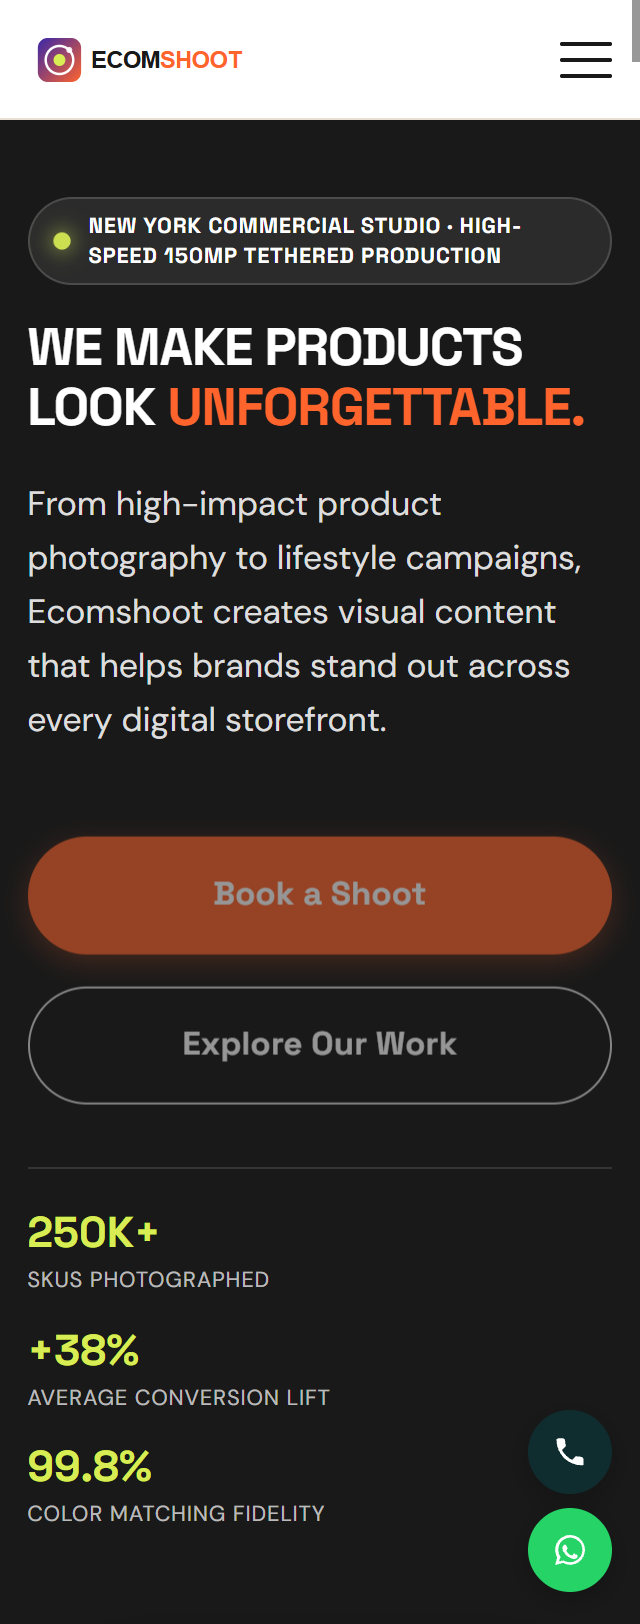 ECOMSHOOT
NEW YORK COMMERCIAL STUDIO · HIGH-
SPEED 150MP TETHERED PRODUCTION
WE MAKE PRODUCTS
LOOK UNFORGETTABLE.
From high-impact product
photography to lifestyle campaigns,
Ecomshoot creates visual content
that helps brands stand out across
every digital storefront.
Book a Shoot
Explore Our Work
250K+
SKUS PHOTOGRAPHED
+38%
AVERAGE CONVERSION LIFT
99.8%
COLOR MATCHING FIDELITY